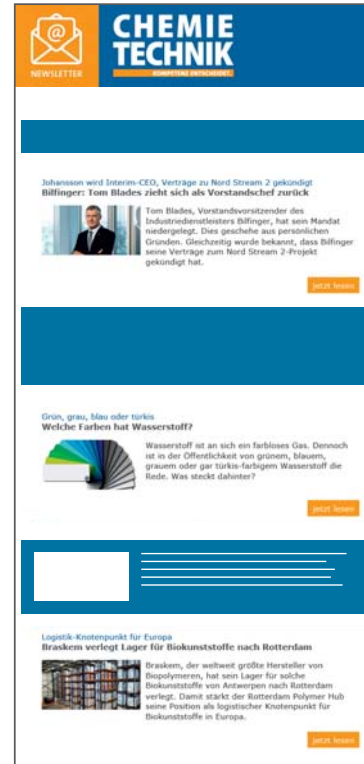 NEWSLETTER
CHEMIE
TECHNIK
KOMPETENZ ENTSCHEIDET.
Johansson wird Interim-CEO, Verträge zu Nord Stream 2 gekündigt
Bilfinger: Tom Blades zieht sich als Vorstandschef zurück
Tom Blades, Vorstandsvorsitzender des
Industriedienstleisters Bilfinger, hat sein Mandat
niedergelegt. Dies geschehe aus persönlichen
Gründen. Gleichzeitig wurde bekannt, dass Bilfinger
seine Verträge zum Nord Stream 2-Projekt
gekündigt hat.
jetzt lesen
Grün, grau, blau oder türkis
Welche Farben hat Wasserstoff?
Wasserstoff ist an sich ein farbloses Gas. Dennoch
ist in der Öffentlichkeit von grünem, blauem,
grauem oder gar türkis-farbigem Wasserstoff die
Rede. Was steckt dahinter?
jetzt lesen
Logistik-Knotenpunkt für Europa
Braskem verlegt Lager für Biokunststoffe nach Rotterdam
Braskem, der weltweit größte Hersteller von
Biopolymeren, hat sein Lager für solche
Biokunststoffe von Antwerpen nach Rotterdam
verlegt. Damit stärkt der Rotterdam Polymer Hub
seine Position als logistischer Knotenpunkt für
Biokunststoffe in Europa.
jetzt lesen